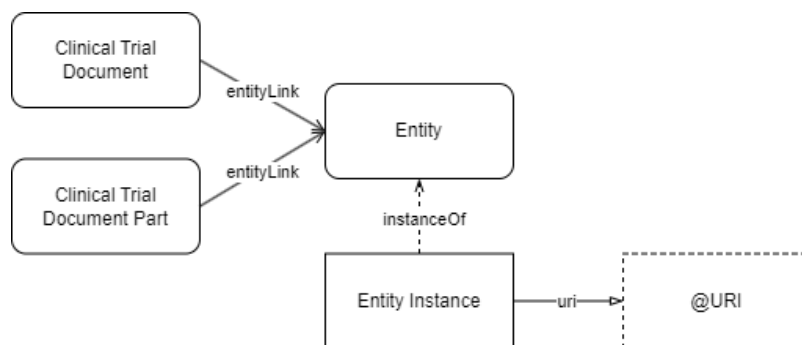 Clinical Trial
Document
entityLink
Entity
entityLink
Clinical Trial
Document Part
instanceOf
Entity Instance
uri
@URI